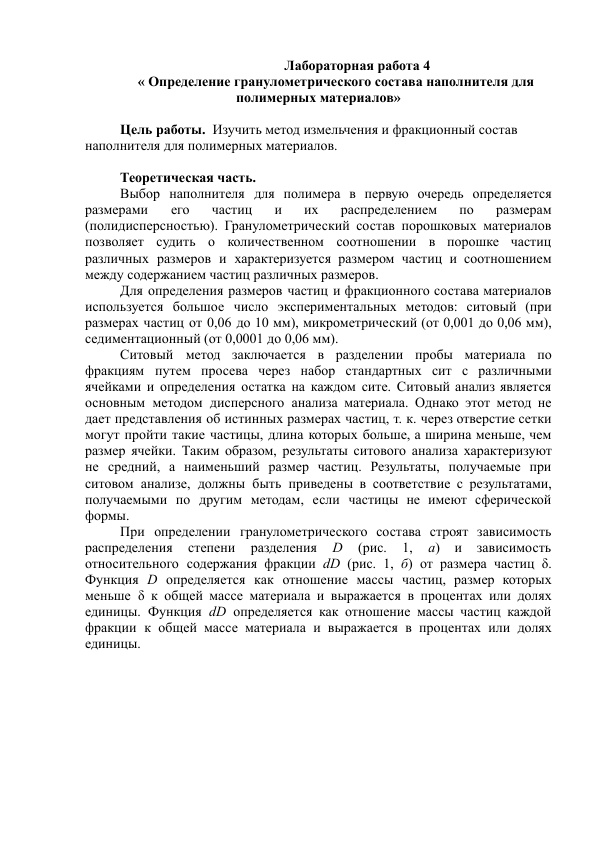 Лабораторная работа 4
« Определение гранулометрического состава наполнителя для
полимерных материалов»
Цель работы. Изучить метод измельчения и фракционный состав
наполнителя для полимерных материалов.
Теоретическая часть.
Выбор наполнителя для полимера в первую очередь определяется
размерами его частиц и их распределением по размерам
(полидисперсностью). Гранулометрический состав порошковых материалов
позволяет судить о количественном соотношении в порошке частиц
различных размеров и характеризуется размером частиц и соотношением
между содержанием частиц различных размеров.
Для определения размеров частиц и фракционного состава материалов
используется большое число экспериментальных методов: ситовый (при
размерах частиц от 0,06 до 10 мм), микрометрический (от 0,001 до 0,06 мм),
седиментационный (от 0,0001 до 0,06 мм).
Ситовый метод заключается в разделении пробы материала по
фракциям путем просева через набор стандартных сит с различными
ячейками и определения остатка на каждом сите. Ситовый анализ является
основным методом дисперсного анализа материала. Однако этот метод не
дает представления об истинных размерах частиц, т. к. через отверстие сетки
могут пройти такие частицы, длина которых больше, а ширина меньше, чем
размер ячейки. Таким образом, результаты ситового анализа характеризуют
не средний, а наименьший размер частиц. Результаты, получаемые при
ситовом анализе, должны быть приведены в соответствие с результатами,
получаемыми по другим методам, если частицы не имеют сферической
формы.
При определении гранулометрического состава строят зависимость
распределения степени разделения D (рис. 1, а) и зависимость
относительного содержания фракции dD (рис. 1, б) от размера частиц δ.
Функция D определяется как отношение массы частиц, размер которых
меньше δ к общей массе материала и выражается в процентах или долях
единицы. Функция dD определяется как отношение массы частиц каждой
фракции к общей массе материала и выражается в процентах или долях
единицы.